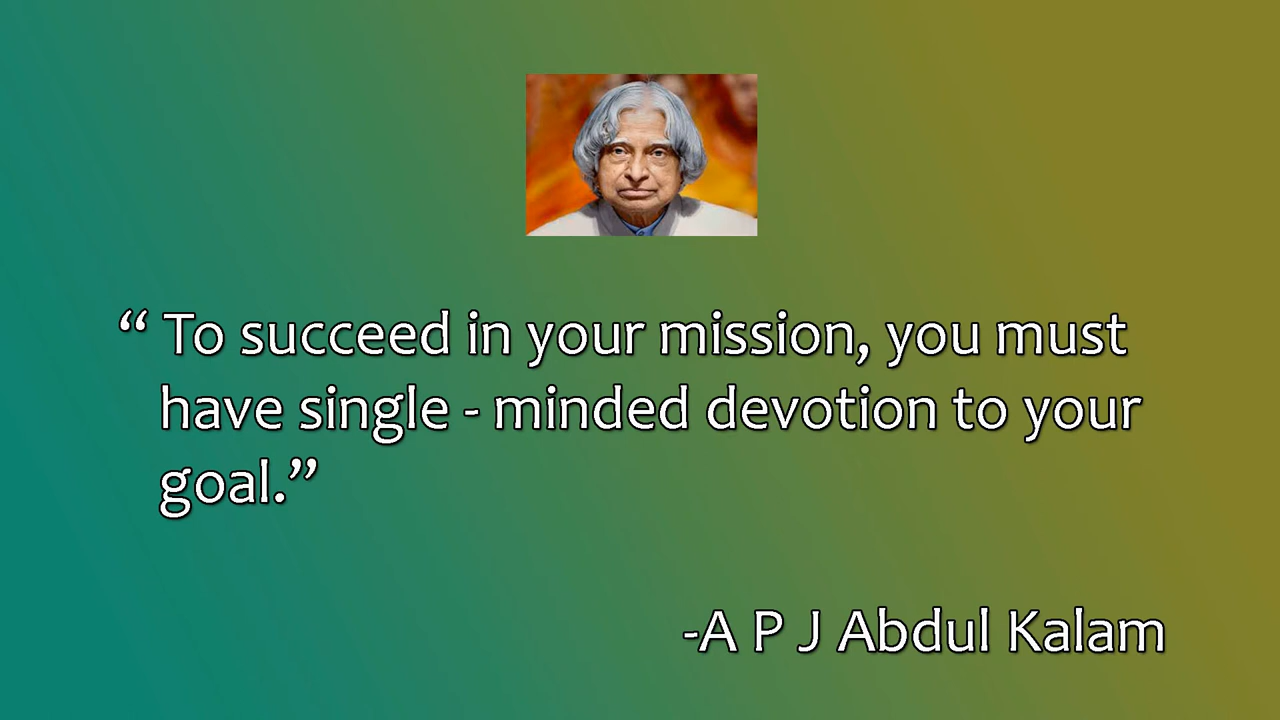 “ To succeed in your mission, you must
have single - minded devotion to your
goal.”
-A P J Abdul Kalam